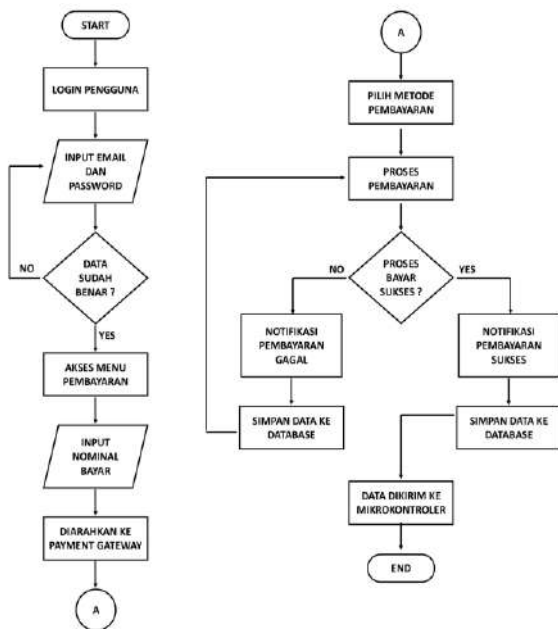 START
LOGIN PENGGUNA
INPUT EMAIL
DAN
PASSWORD
DATA
SUDAH
BENAR ?
NO
YES
AKSES MENU
PEMBAYARAN
INPUT
NOMINAL
BAYAR
DIARAHKAN KE
PAYMENT GATEWAY
A
A
PILIH METODE
PEMBAYARAN
PROSES
PEMBAYARAN
PROSES
BAYAR
SUKSES ?
NO
YES
NOTIFIKASI
PEMBAYARAN
GAGAL
SIMPAN DATA KE
DATABASE
NOTIFIKASI
PEMBAYARAN
SUKSES
SIMPAN DATA KE
DATABASE
DATA DIKIRIM KE
MIKROKONTROLER
END